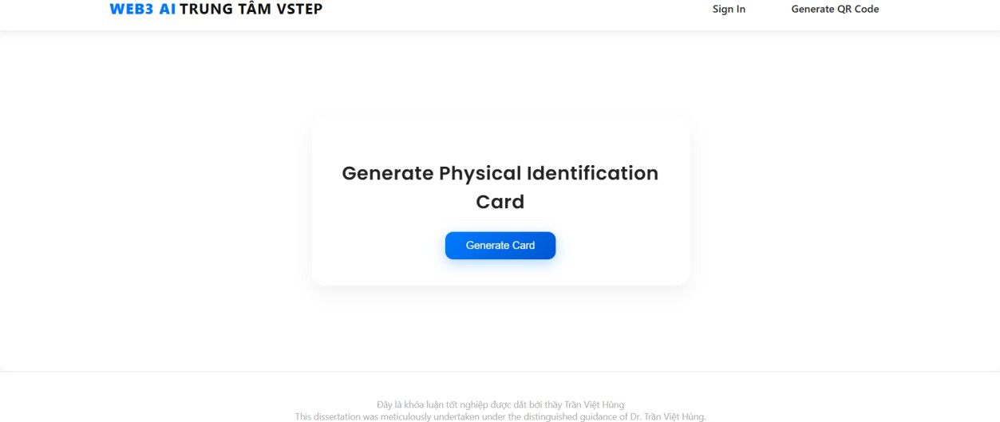 WEB3 AI TRUNG TÂM VSTEP Sign In Generate QR Code
Generate Physical Identification
Card
Generate Card
Đây là khóa luận tốt nghiệp được dắt bởi thầy Trần Việt Hùng
This dissertation was meticulously undertaken under the distinguished guidance of Dr. Trần Việt Hùng.